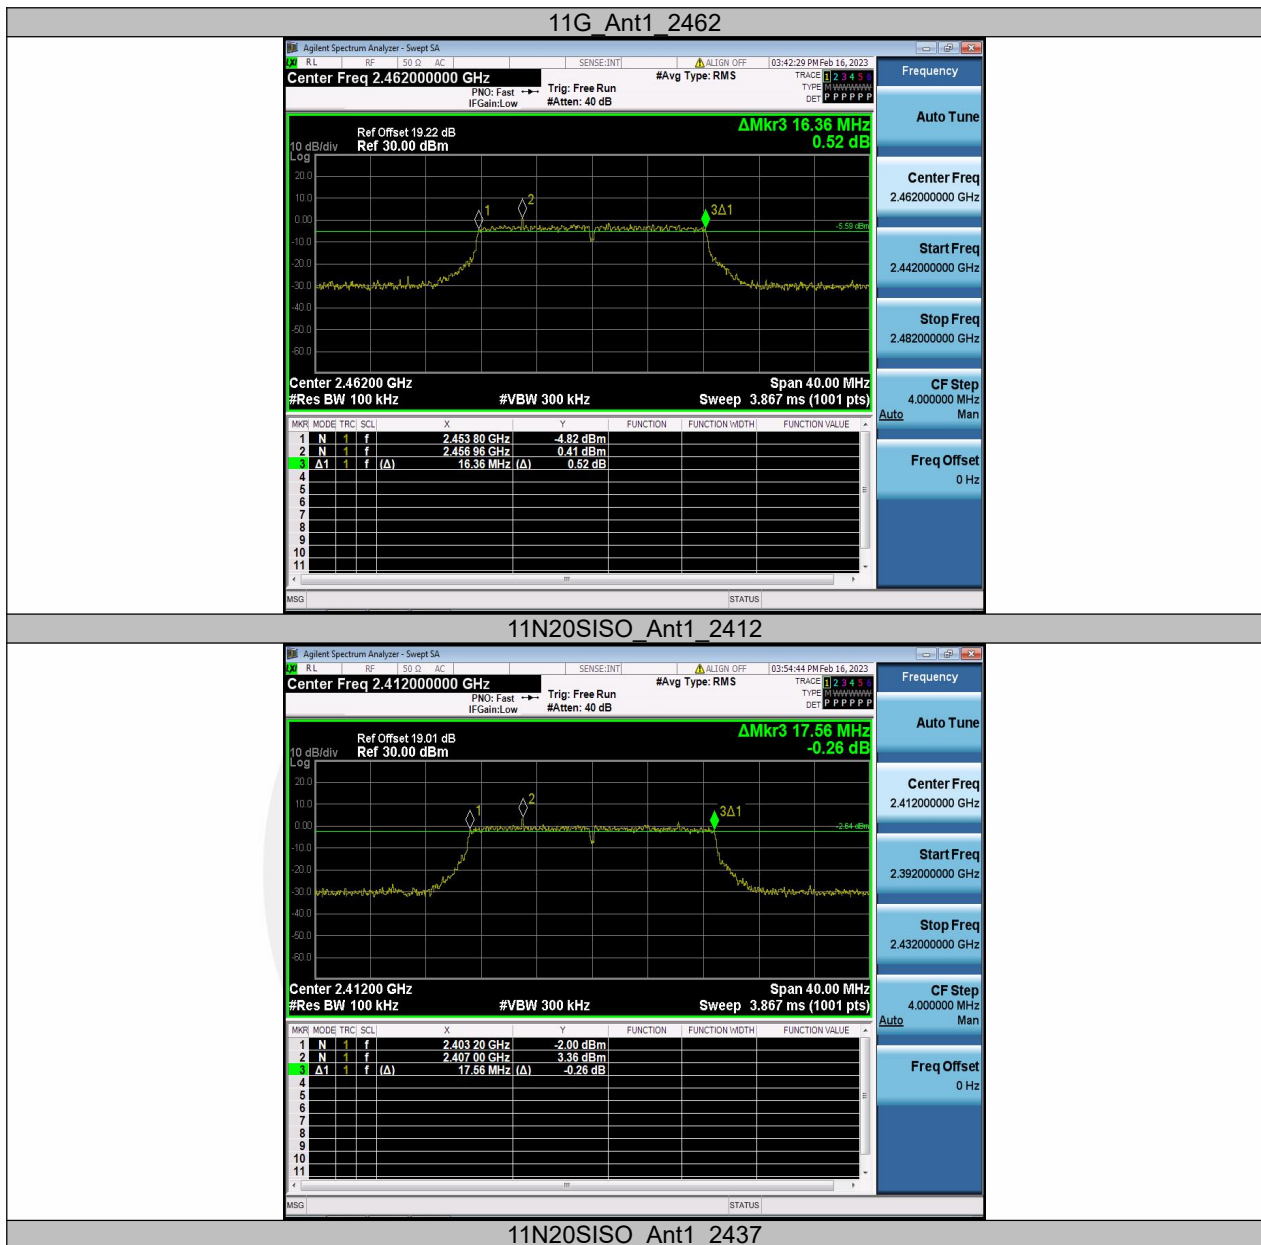 11G_Ant1_2462
Agilent Spectrum Analyzer - Swept SA
RL RF 50 Ω AC SENSE:INT ALIGN OFF 03:42:29 PM Feb 16, 2023
Center Freq 2.462000000 GHz
#Avg Type: RMS
TRACE 1 2 3 4 5 6
PNO: Fast Trig: Free Run
TYPE M WWWWW
IFGain:Low #Atten: 40 dB
DET P P P P P P
Frequency
Auto Tune
Center Freq
2.462000000 GHz
Start Freq
2.442000000 GHz
Stop Freq
2.482000000 GHz
CF Step
4.000000 MHz
Auto Man
Freq Offset
0 Hz
ΔMkr3 16.36 MHz
0.52 dB
Ref Offset 19.22 dB
10 dB/div Ref 30.00 dBm
Log
20.0
10.0
0.00
-10.0
-20.0
-30.0
-40.0
-50.0
-60.0
1
2
3Δ1
-5.59 dBm
Center 2.46200 GHz Span 40.00 MHz
#Res BW 100 kHz #VBW 300 kHz Sweep 3.867 ms (1001 pts)
MKR MODE TRC SCL X Y FUNCTION FUNCTION WIDTH FUNCTION VALUE
1 N 1 f 2.453 80 GHz -4.82 dBm
2 N 1 f 2.456 96 GHz 0.41 dBm
3 Δ1 1 f (Δ) 16.36 MHz (Δ) 0.52 dB
4
5
6
7
8
9
10
11
MSG STATUS
11N20SISO_Ant1_2412
Agilent Spectrum Analyzer - Swept SA
RL RF 50 Ω AC SENSE:INT ALIGN OFF 03:54:44 PM Feb 16, 2023
Center Freq 2.412000000 GHz
#Avg Type: RMS
TRACE 1 2 3 4 5 6
PNO: Fast Trig: Free Run
TYPE M WWWWW
IFGain:Low #Atten: 40 dB
DET P P P P P P
Frequency
Auto Tune
Center Freq
2.412000000 GHz
Start Freq
2.392000000 GHz
Stop Freq
2.432000000 GHz
CF Step
4.000000 MHz
Auto Man
Freq Offset
0 Hz
ΔMkr3 17.56 MHz
-0.26 dB
Ref Offset 19.01 dB
10 dB/div Ref 30.00 dBm
Log
20.0
10.0
0.00
-10.0
-20.0
-30.0
-40.0
-50.0
-60.0
1
2
3Δ1
-2.64 dBm
Center 2.41200 GHz Span 40.00 MHz
#Res BW 100 kHz #VBW 300 kHz Sweep 3.867 ms (1001 pts)
MKR MODE TRC SCL X Y FUNCTION FUNCTION WIDTH FUNCTION VALUE
1 N 1 f 2.403 20 GHz -2.00 dBm
2 N 1 f 2.407 00 GHz 3.36 dBm
3 Δ1 1 f (Δ) 17.56 MHz (Δ) -0.26 dB
4
5
6
7
8
9
10
11
MSG STATUS
11N20SISO_Ant1_2437